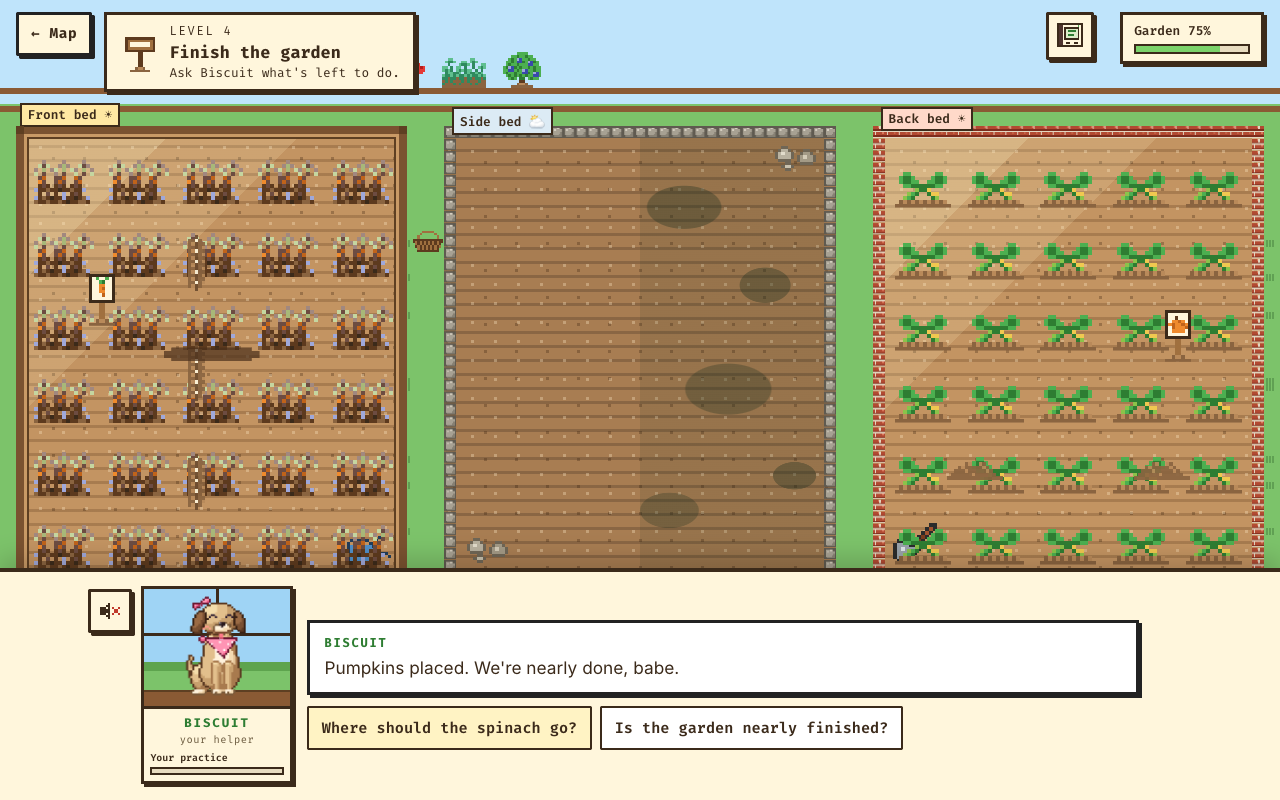 ← Map
LEVEL 4
Finish the garden
Ask Biscuit what's left to do.
Garden 75%
Front bed ☀
Side bed ⛅
Back bed ☀
BISCUIT
your helper
Your practice
BISCUIT
Pumpkins placed. We're nearly done, babe.
Where should the spinach go?
Is the garden nearly finished?